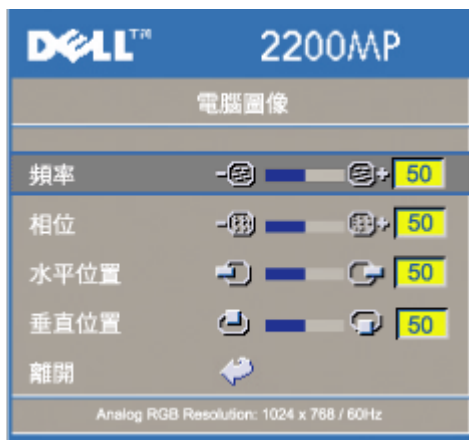 DELL™ 2200MP
電腦圖像
頻率 - + 50
相位 - + 50
水平位置 50
垂直位置 50
離開
Analog RGB Resolution: 1024 x 768 / 60Hz